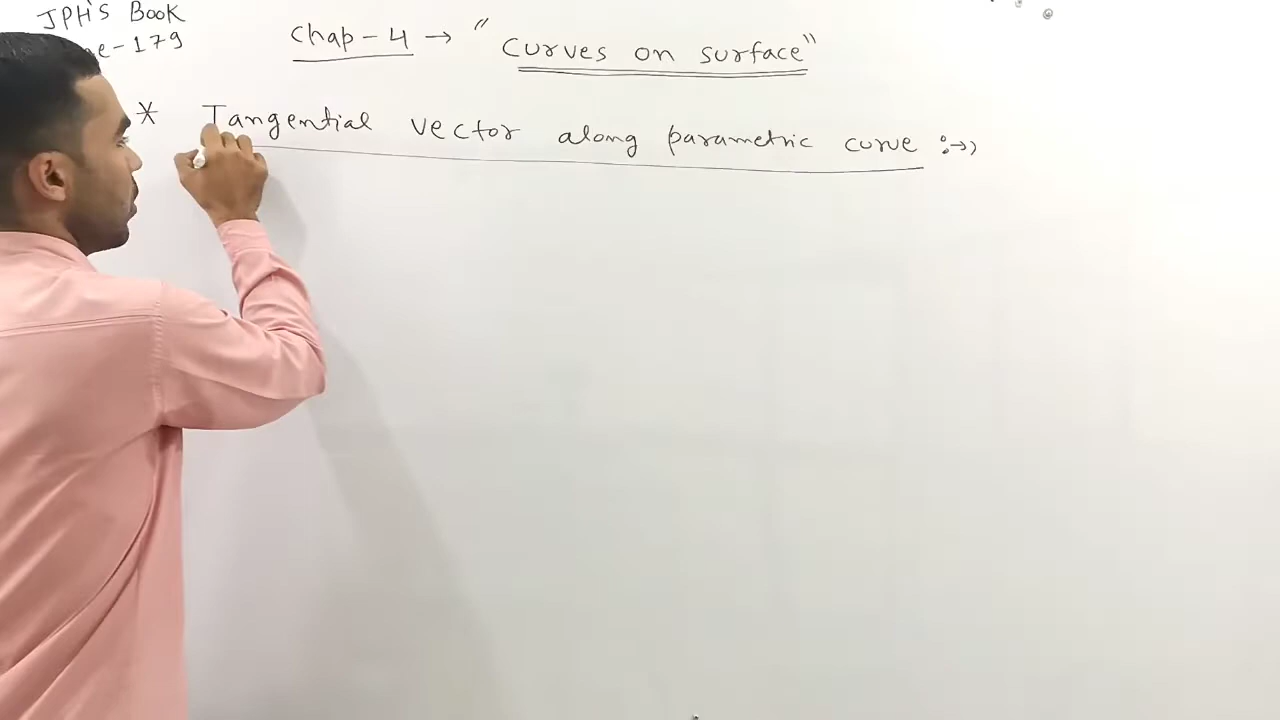 JPH'S BOOK
e-179
Chap-4 → "Curves on surface"
* Tangential vector along parametric curve :→